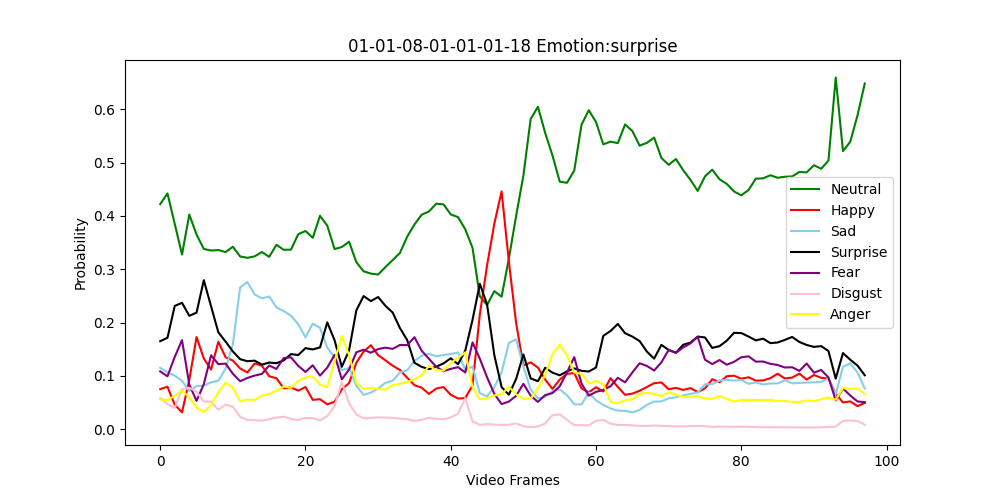 01-01-08-01-01-01-18 Emotion:surprise
Probability
0.6
0.5
0.4
0.3
0.2
0.1
0.0
Neutral
Happy
Sad
Surprise
Fear
Disgust
Anger
0 20 40 60 80 100
Video Frames